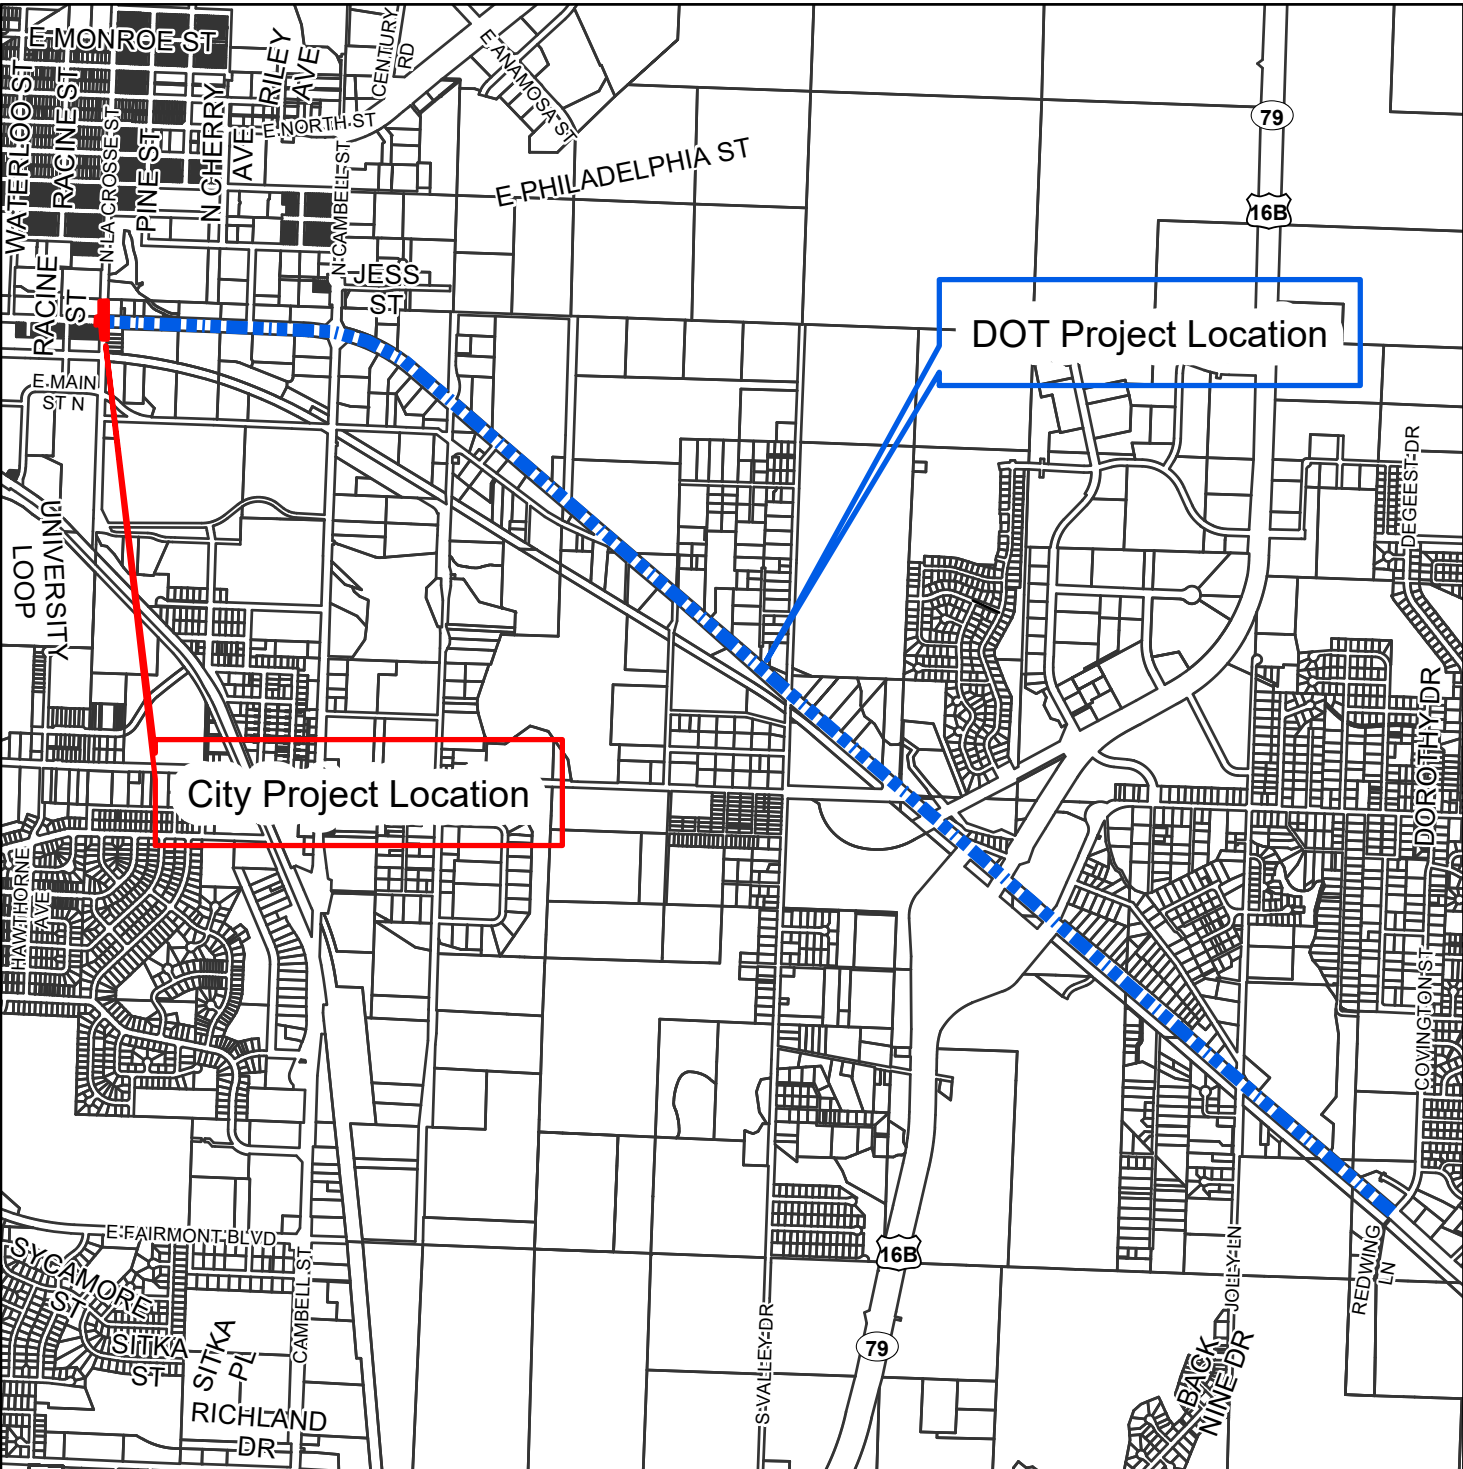 E MONROE ST
RILEY
AVE
CENTURY
RD
E ANAMOSA ST
WATERLOO ST
RACINE ST
N LA CROSSE ST
PINE ST
N CHERRY
AVE
E NORTH ST
N CAMBELL ST
E PHILADELPHIA ST
79
16B
JESS
ST
RACINE
ST
DOT Project Location
E MAIN
ST N
UNIVERSITY
LOOP
DEGEEST DR
DOROTHY DR
City Project Location
HAWTHORNE
AVE
COVINGTON ST
E FAIRMONT BLVD
SYCAMORE
ST
SITKA
ST
SITKA
PL
CAMBELL ST
RICHLAND
DR
S VALLEY DR
16B
79
JOLLY LN
REDWING
LN
BACK
NINE DR